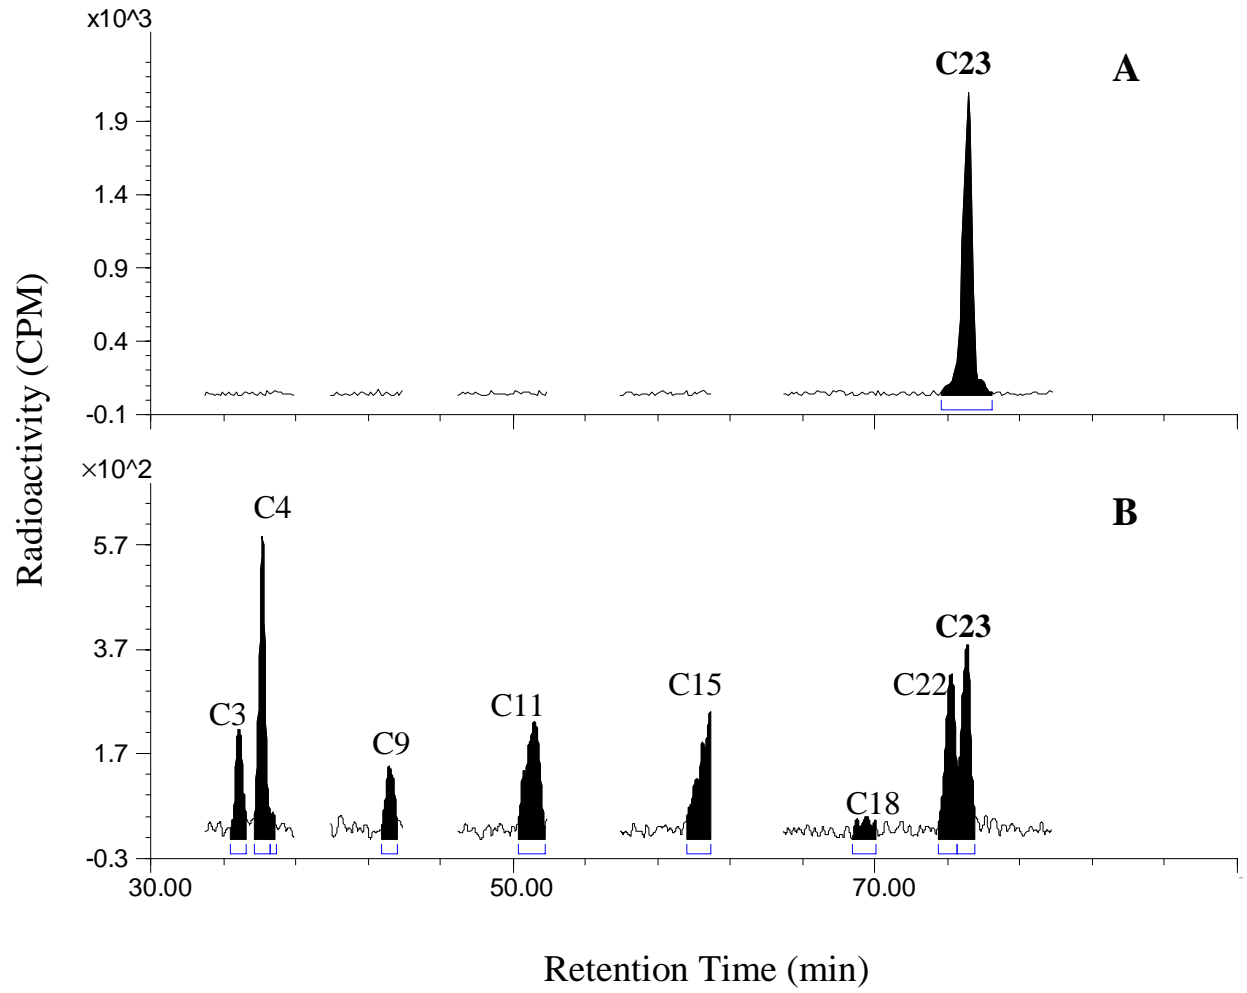 x10^3
C23
A
1.9
1.4
0.9
0.4
-0.1
Radioactivity (CPM)
×10^2
C4
B
5.7
C23
3.7
C22
C15
C11
C3
C9
1.7
C18
-0.3
30.00
50.00
70.00
Retention Time (min)